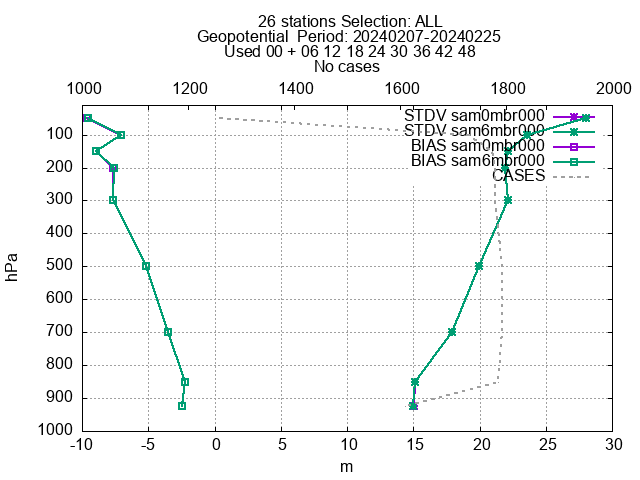 26 stations Selection: ALL
Geopotential  Period: 20240207-20240225
Used 00 + 06 12 18 24 30 36 42 48
No cases
1000 1200 1400 1600 1800 2000
STDV sam0mbr000
STDV sam6mbr000
BIAS sam0mbr000
BIAS sam6mbr000
CASES
100
200
300
400
500
600
700
800
900
1000
hPa
-10 -5 0 5 10 15 20 25 30
m